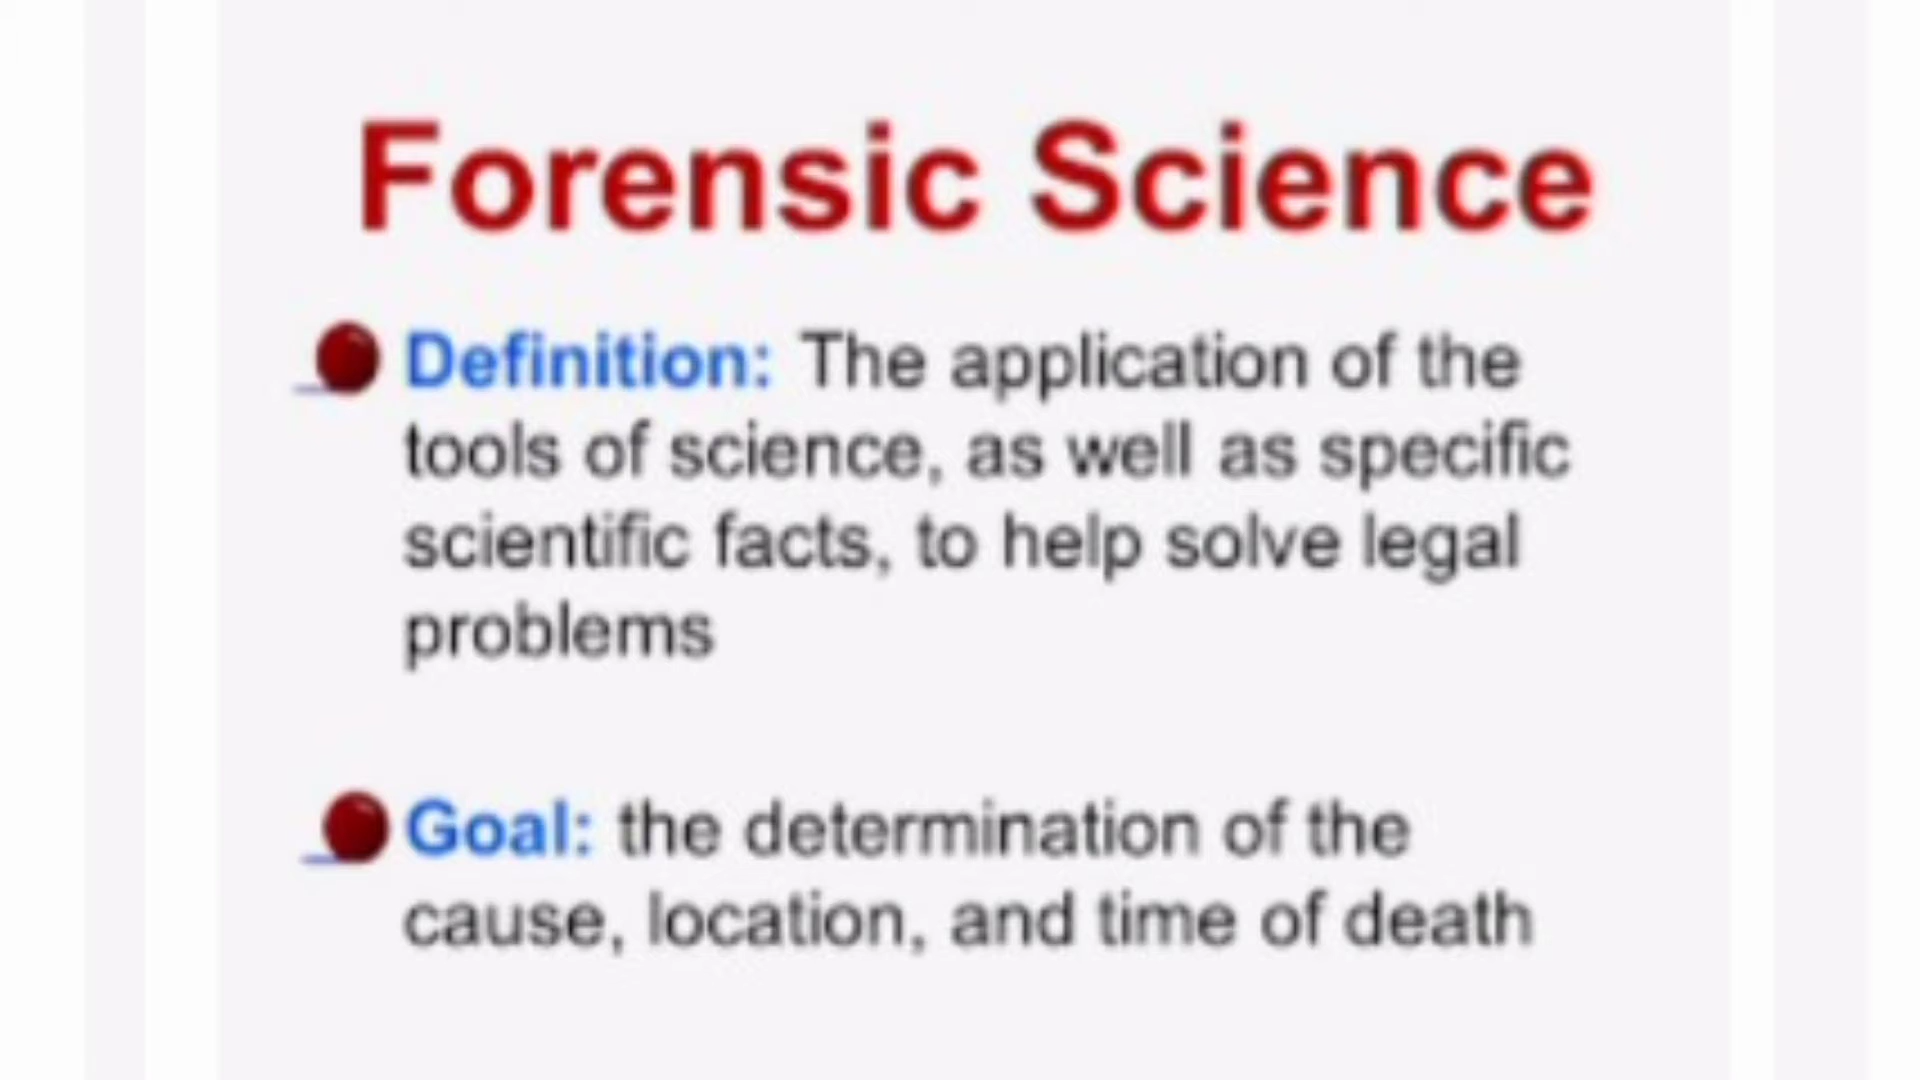 Forensic Science
Definition: The application of the
tools of science, as well as specific
scientific facts, to help solve legal
problems
Goal: the determination of the
cause, location, and time of death